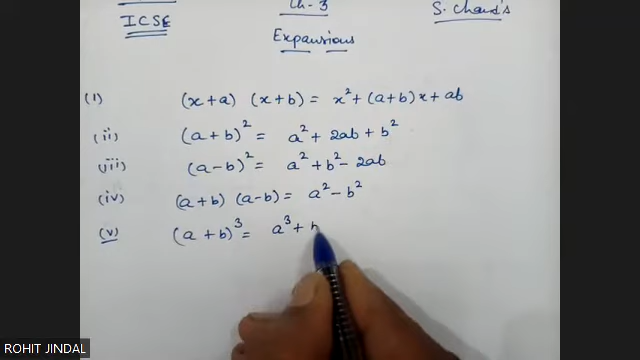 ICSE Ch-3 S. Chand's
Expansions
(i) (x+a) (x+b) = x² + (a+b) x + ab
(ii) (a+b)² = a² + 2ab + b²
(iii) (a-b)² = a² + b² - 2ab
(iv) (a+b) (a-b) = a² - b²
(v) (a+b)³ = a³ +
ROHIT JINDAL